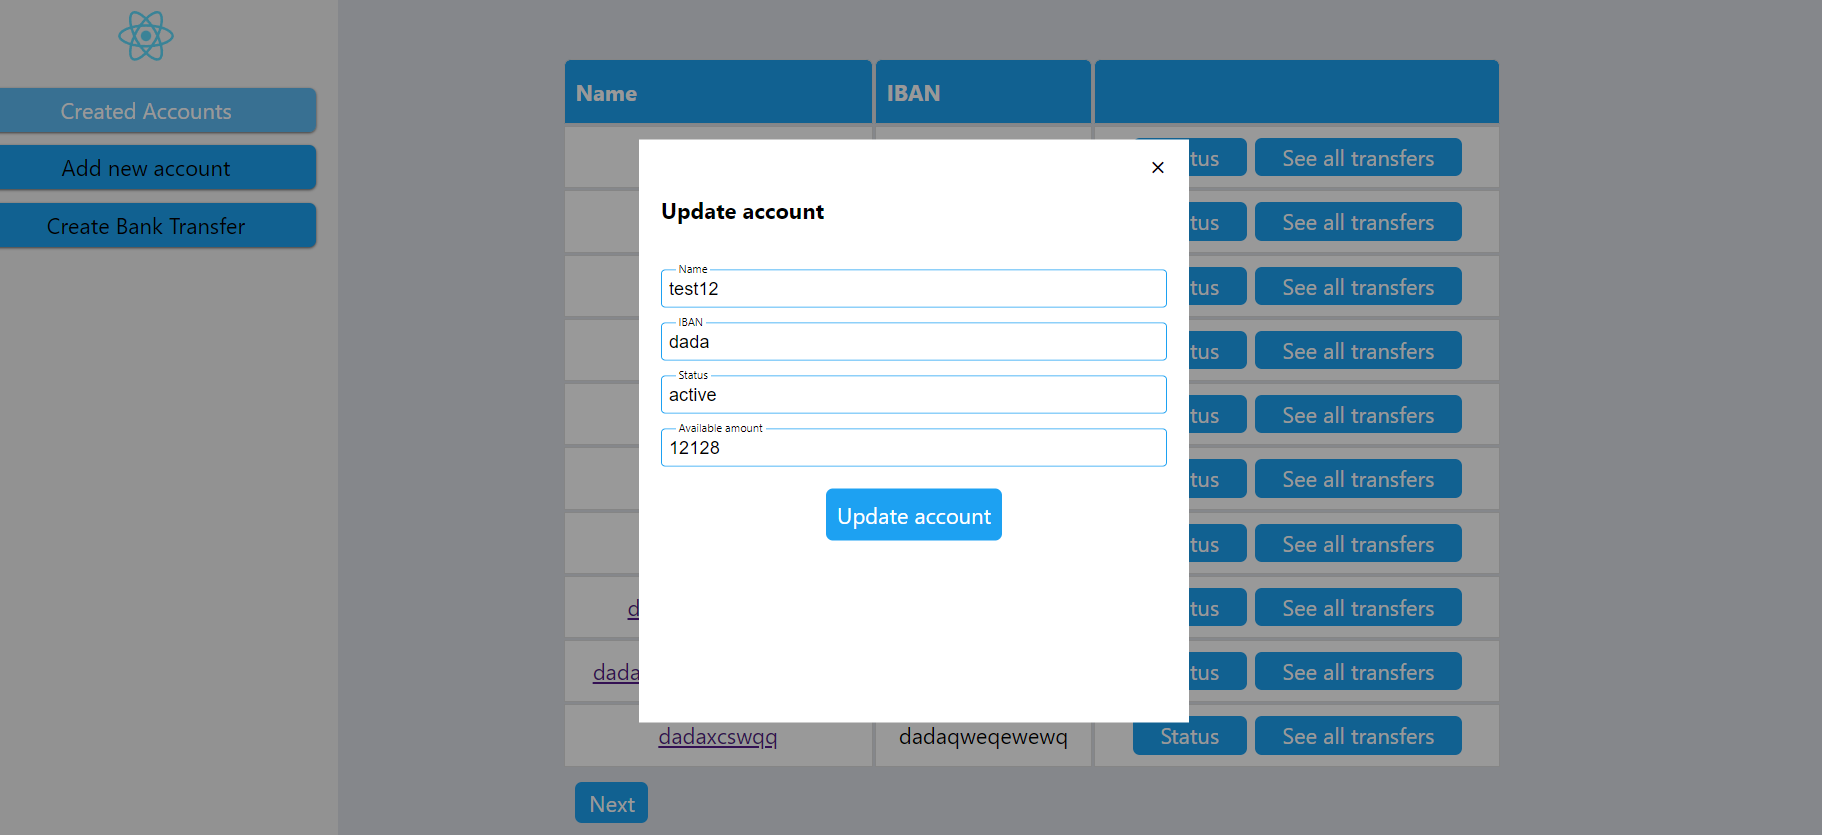 Created Accounts
Add new account
Create Bank Transfer
Name IBAN
tus See all transfers
tus See all transfers
tus See all transfers
tus See all transfers
tus See all transfers
tus See all transfers
tus See all transfers
d tus See all transfers
dada tus See all transfers
dadaxcswqq dadaqweqewewq Status See all transfers
Next
×
Update account
Name
test12
IBAN
dada
Status
active
Available amount
12128
Update account